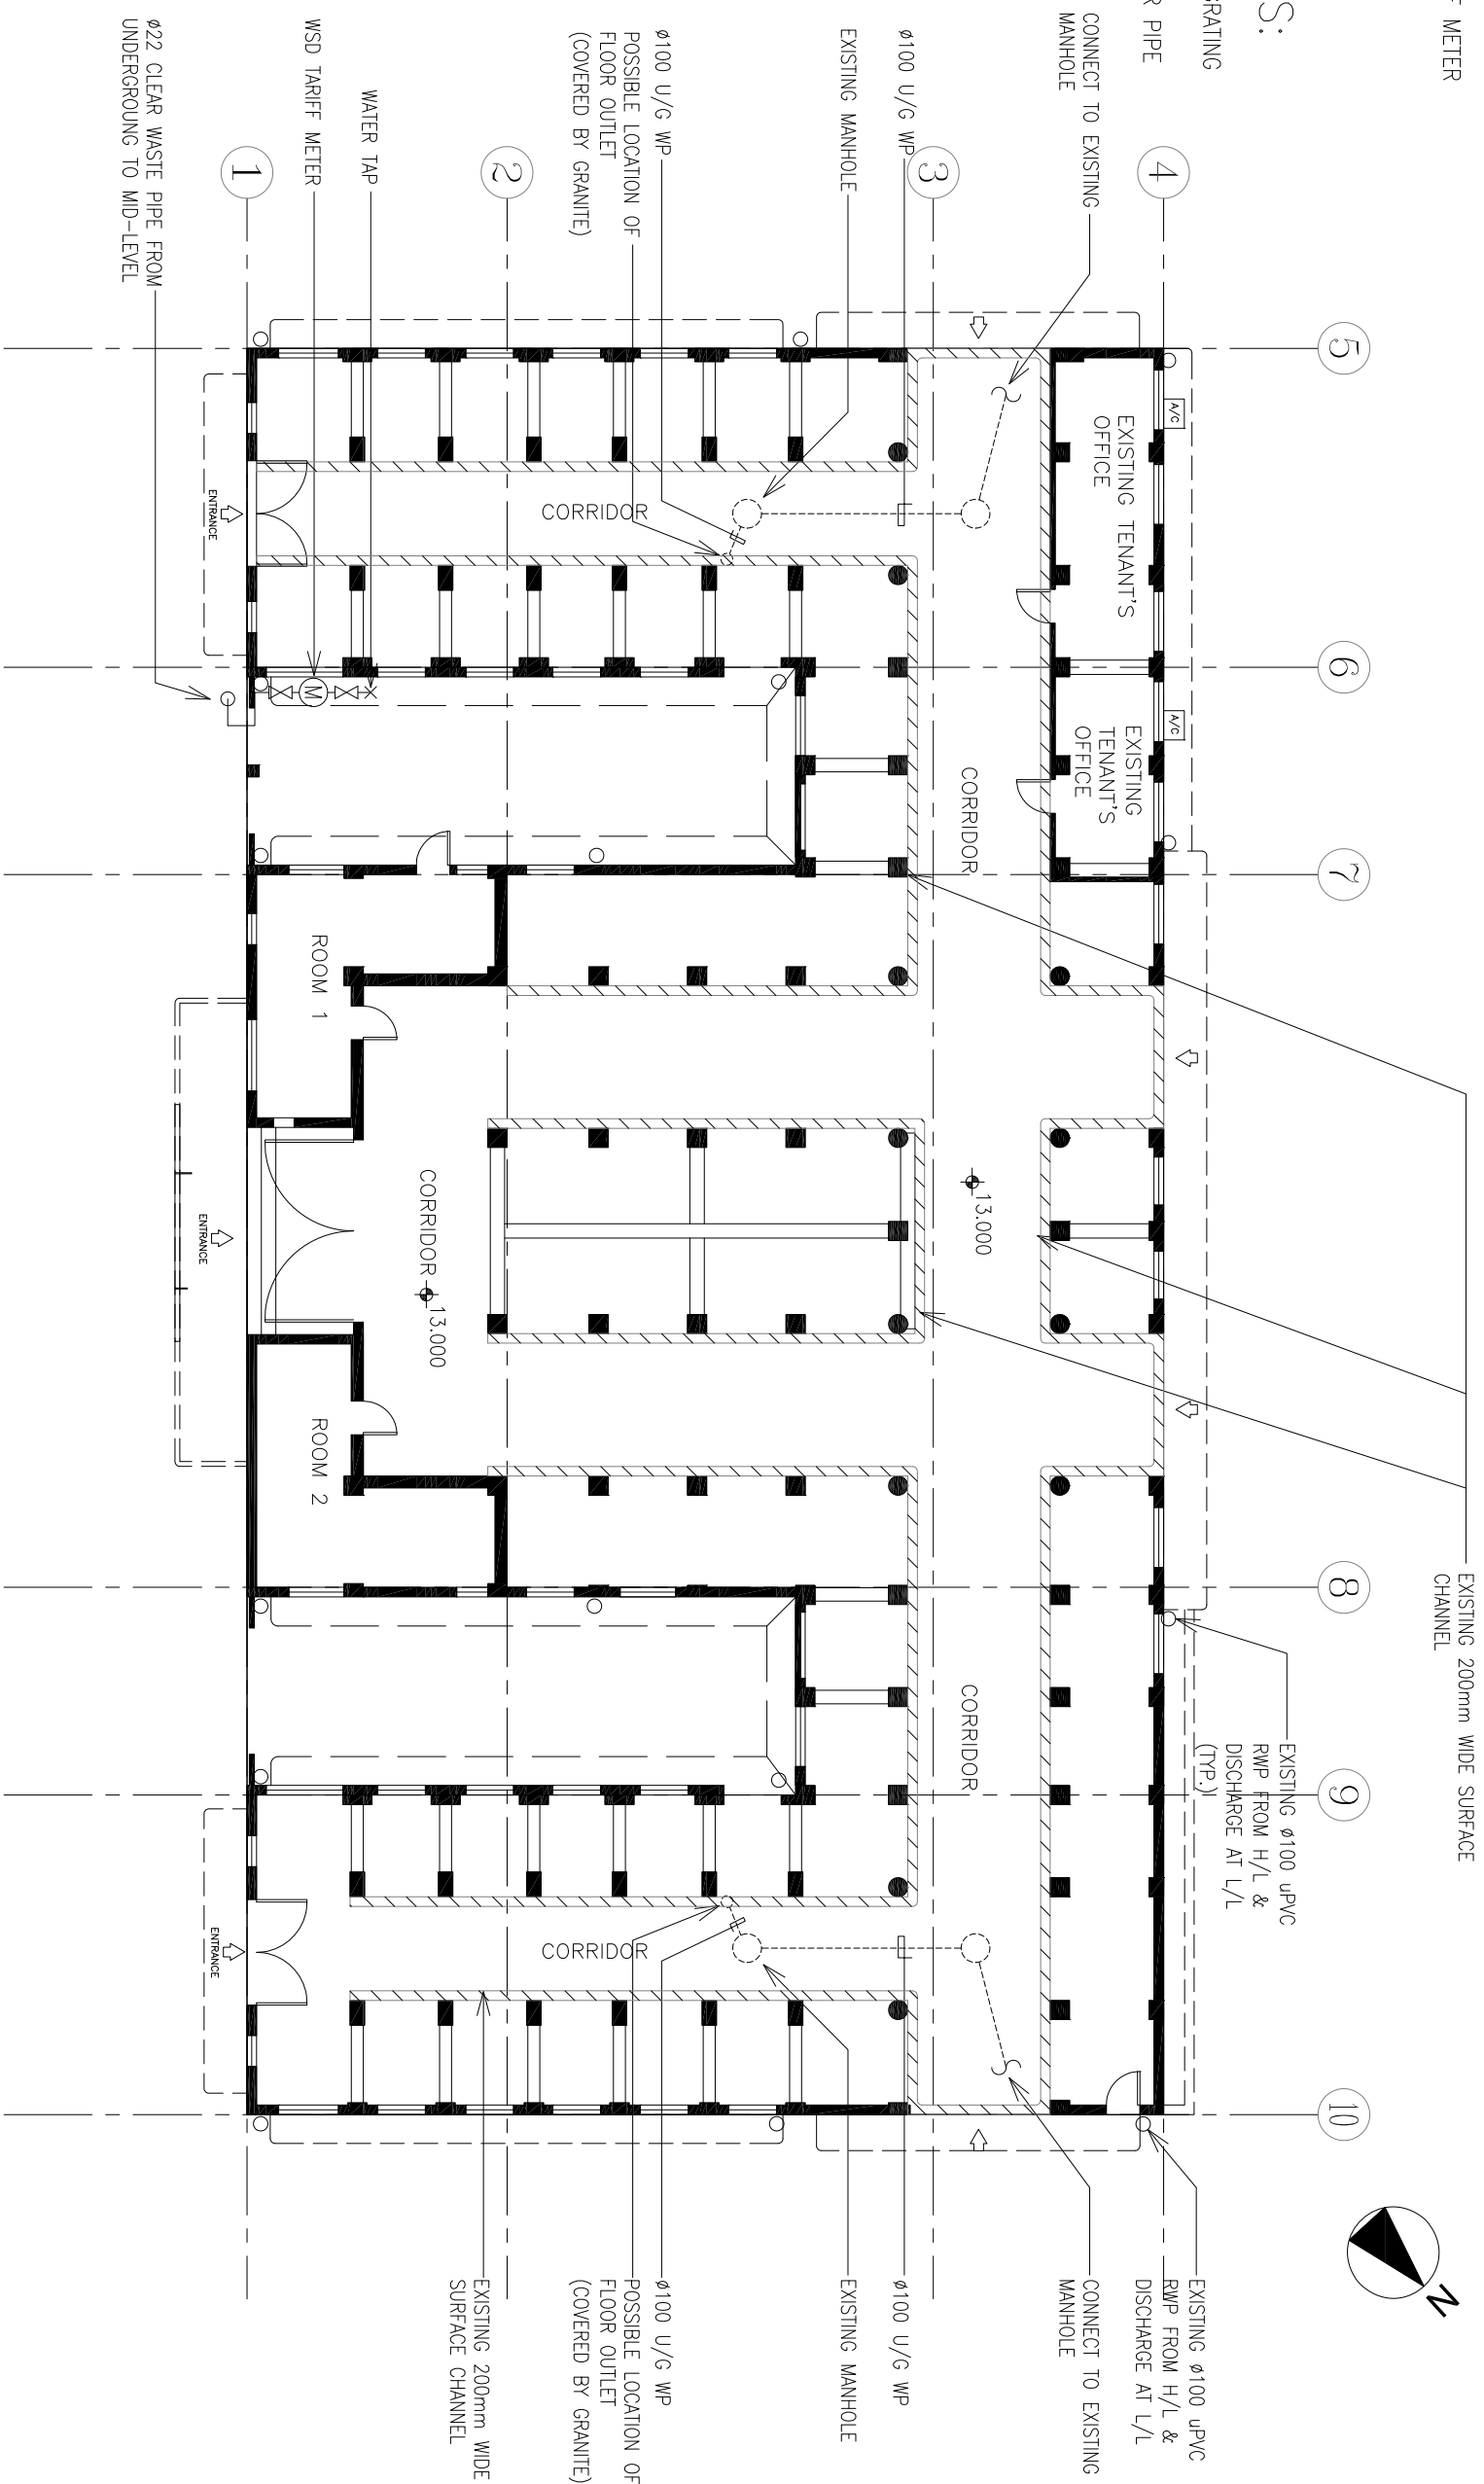 F METER
S:
GRATING
R PIPE
CONNECT TO EXISTING
MANHOLE
ø100 U/G WP
EXISTING MANHOLE
ø100 U/G WP
POSSIBLE LOCATION OF
FLOOR OUTLET
(COVERED BY GRANITE)
WATER TAP
WSD TARIFF METER
ø22 CLEAR WASTE PIPE FROM
UNDERGROUNG TO MID-LEVEL
4
3
2
1
5
6
7
8
9
10
A/C
EXISTING TENANT'S
OFFICE
A/C
EXISTING
TENANT'S
OFFICE
CORRIDOR
ENTRANCE
M
CORRIDOR
ROOM 1
13.000
CORRIDOR
13.000
ENTRANCE
ROOM 2
CORRIDOR
CORRIDOR
ENTRANCE
EXISTING 200mm WIDE SURFACE
CHANNEL
EXISTING ø100 uPVC
RWP FROM H/L &
DISCHARGE AT L/L
(TYP.)
N
EXISTING ø100 uPVC
RWP FROM H/L &
DISCHARGE AT L/L
CONNECT TO EXISTING
MANHOLE
ø100 U/G WP
EXISTING MANHOLE
ø100 U/G WP
POSSIBLE LOCATION OF
FLOOR OUTLET
(COVERED BY GRANITE)
EXISTING 200mm WIDE
SURFACE CHANNEL